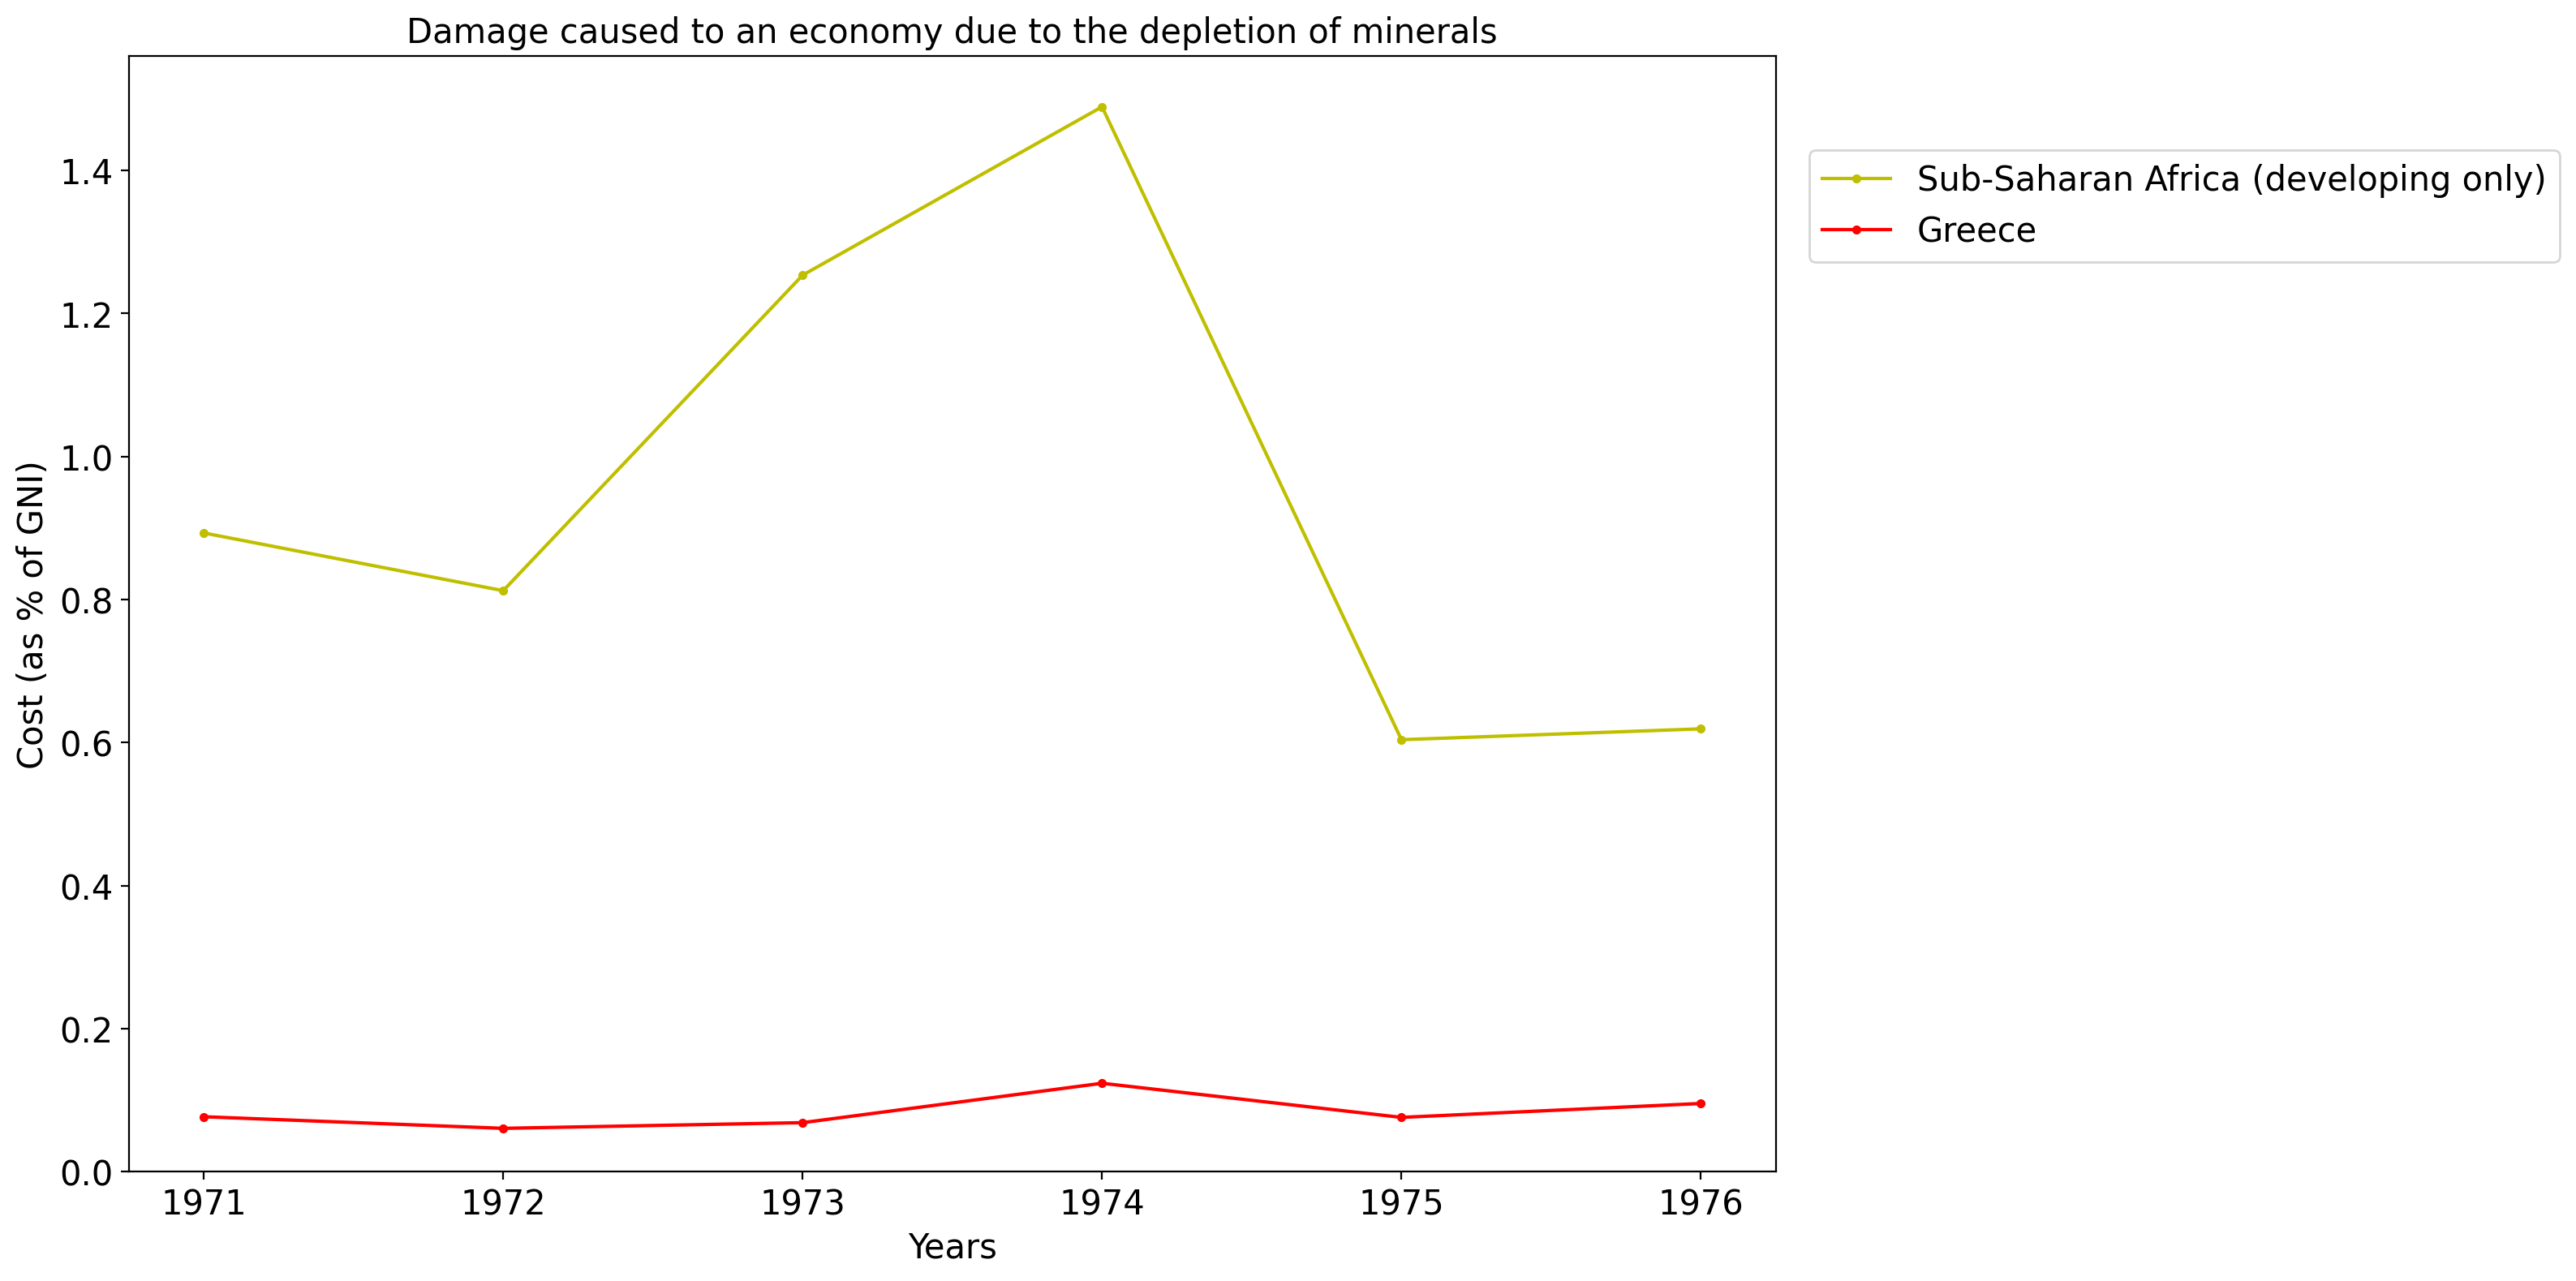 Damage caused to an economy due to the depletion of minerals
1.4
1.2
1.0
0.8
0.6
0.4
0.2
0.0
Cost (as % of GNI)
1971 1972 1973 1974 1975 1976
Years
Sub-Saharan Africa (developing only)
Greece